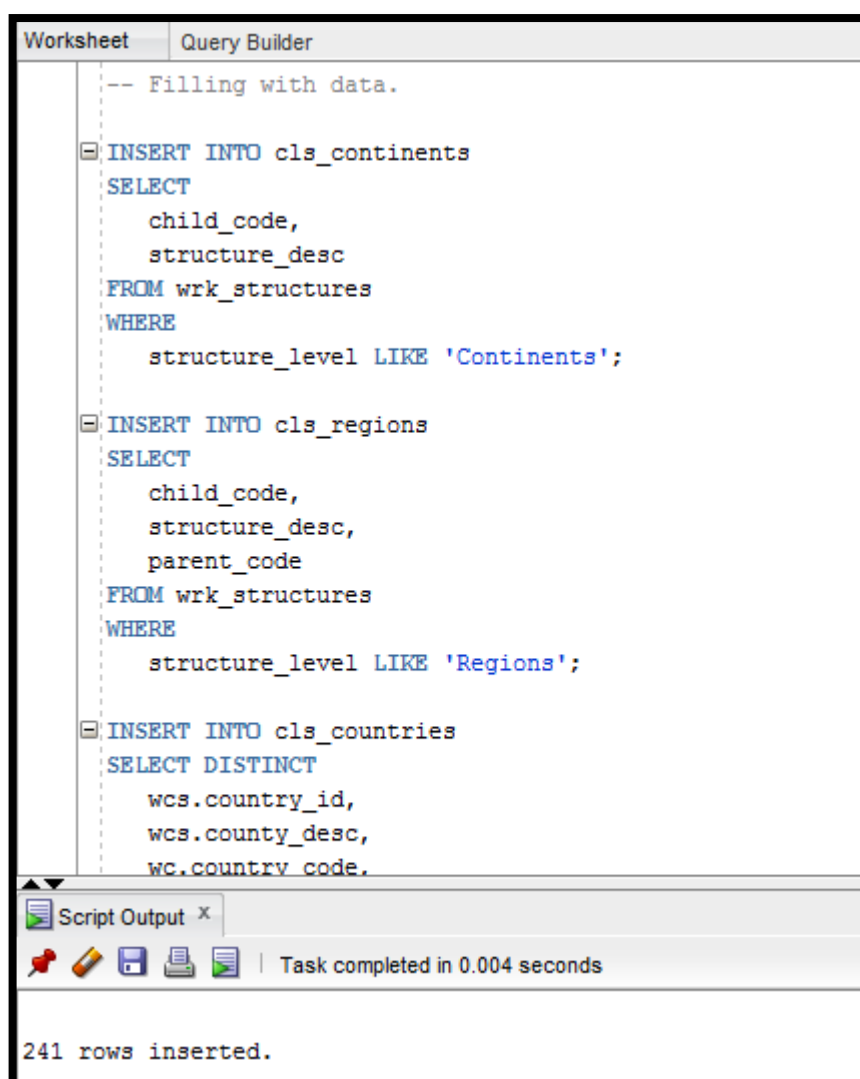 Worksheet Query Builder
-- Filling with data.
INSERT INTO cls_continents
SELECT
child_code,
structure_desc
FROM wrk_structures
WHERE
structure_level LIKE 'Continents';
INSERT INTO cls_regions
SELECT
child_code,
structure_desc,
parent_code
FROM wrk_structures
WHERE
structure_level LIKE 'Regions';
INSERT INTO cls_countries
SELECT DISTINCT
wcs.country_id,
wcs.county_desc,
wc.country_code,
Script Output x
Task completed in 0.004 seconds
241 rows inserted.